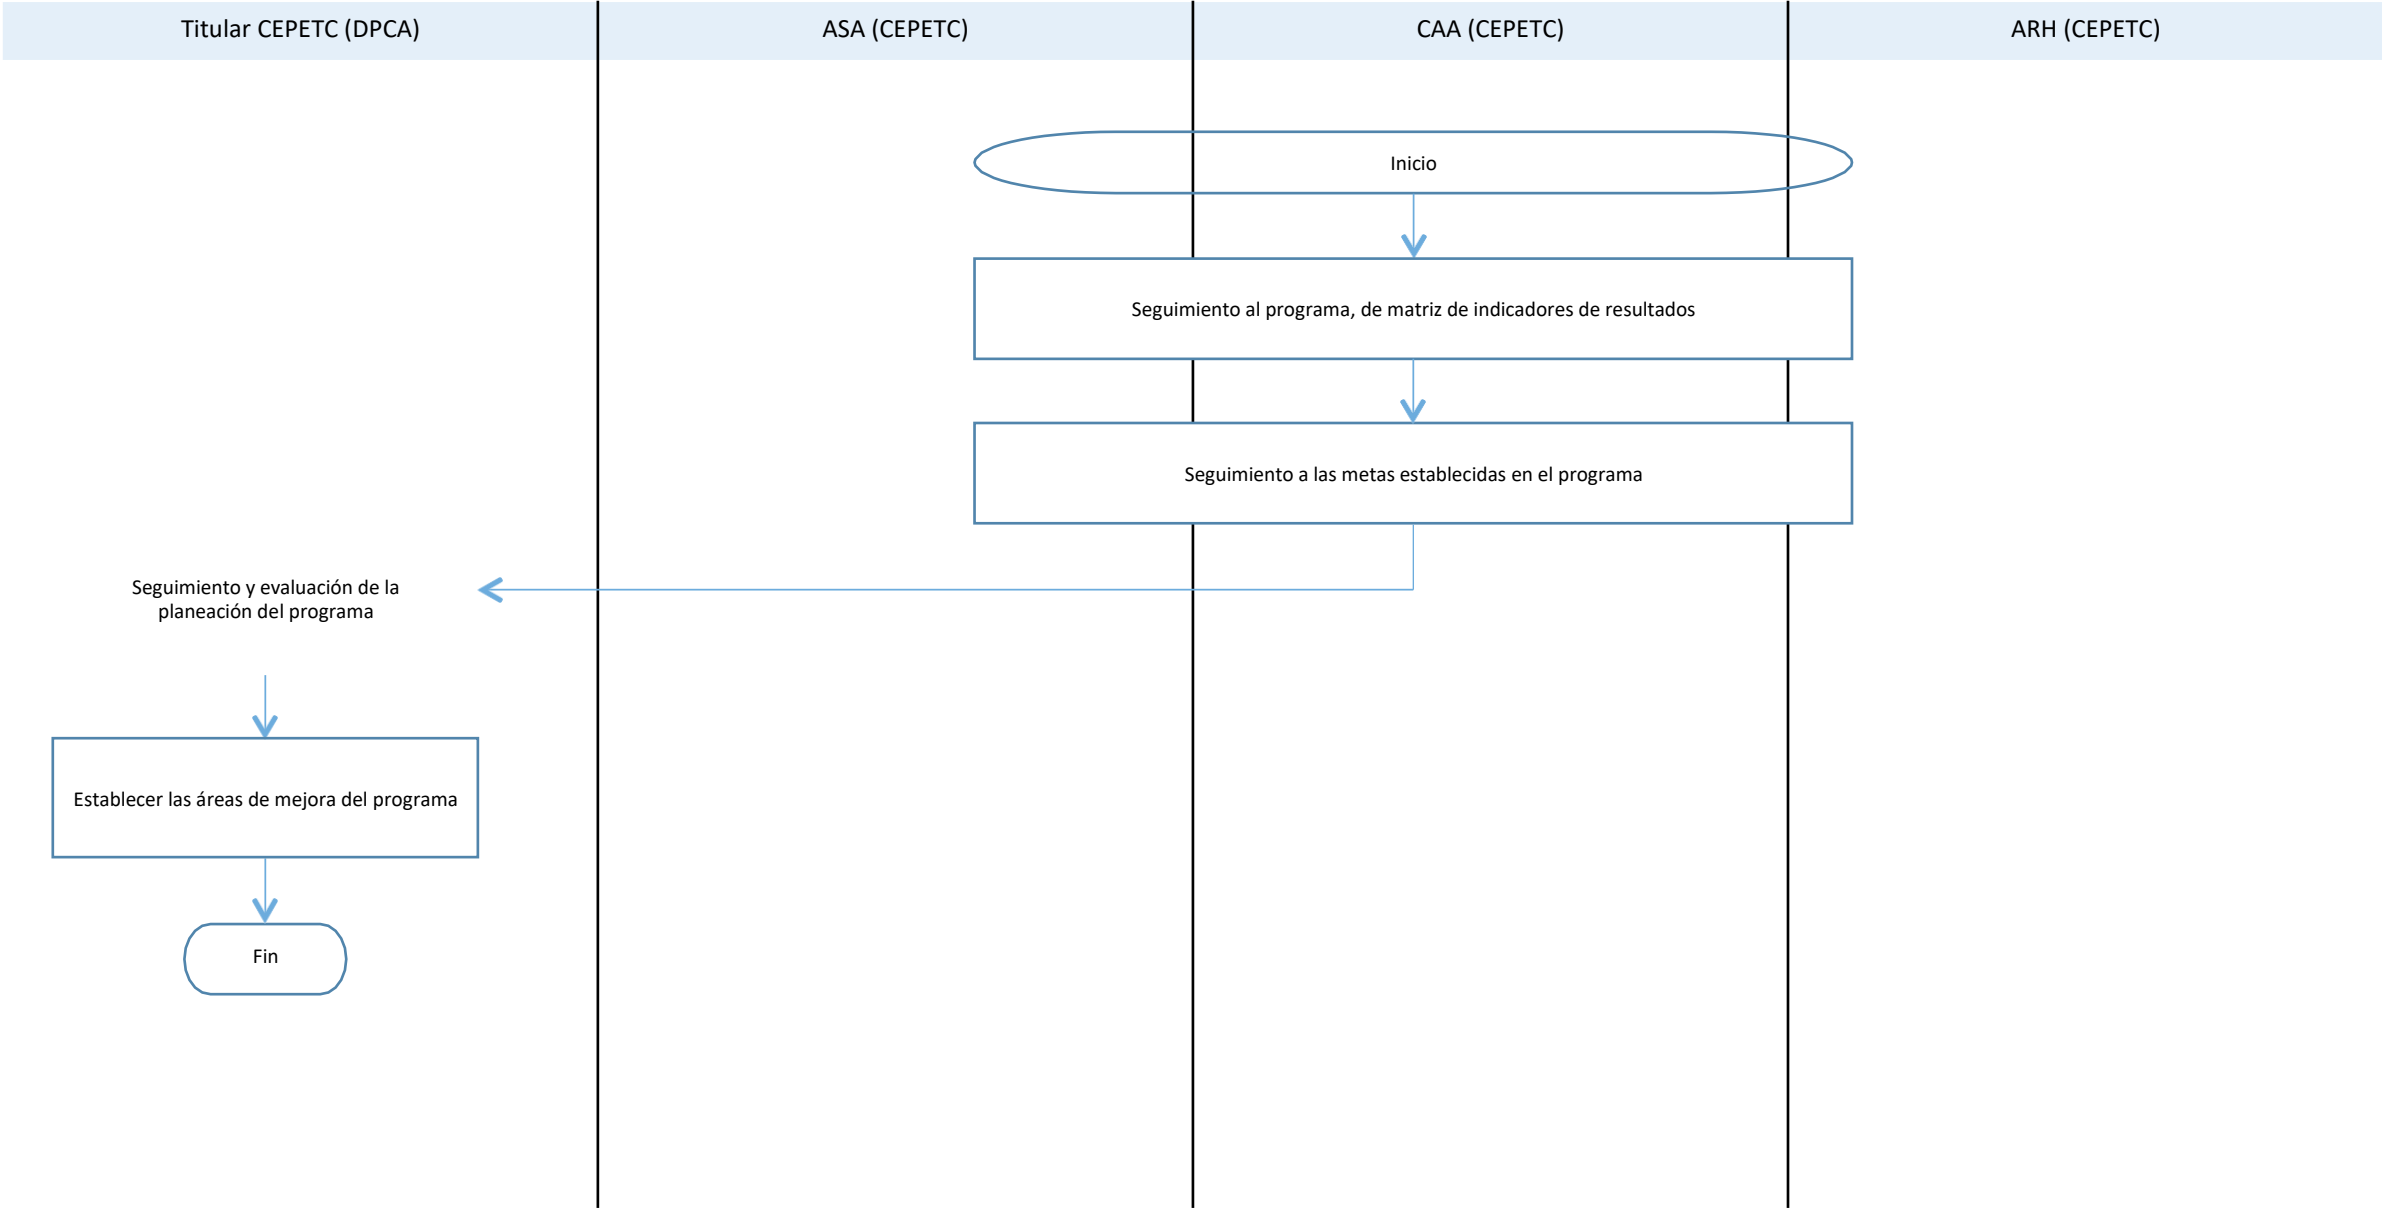 Titular CEPETC (DPCA)
ASA (CEPETC)
CAA (CEPETC)
ARH (CEPETC)
Inicio
Seguimiento al programa, de matriz de indicadores de resultados
Seguimiento a las metas establecidas en el programa
Seguimiento y evaluación de la
planeación del programa
Establecer las áreas de mejora del programa
Fin